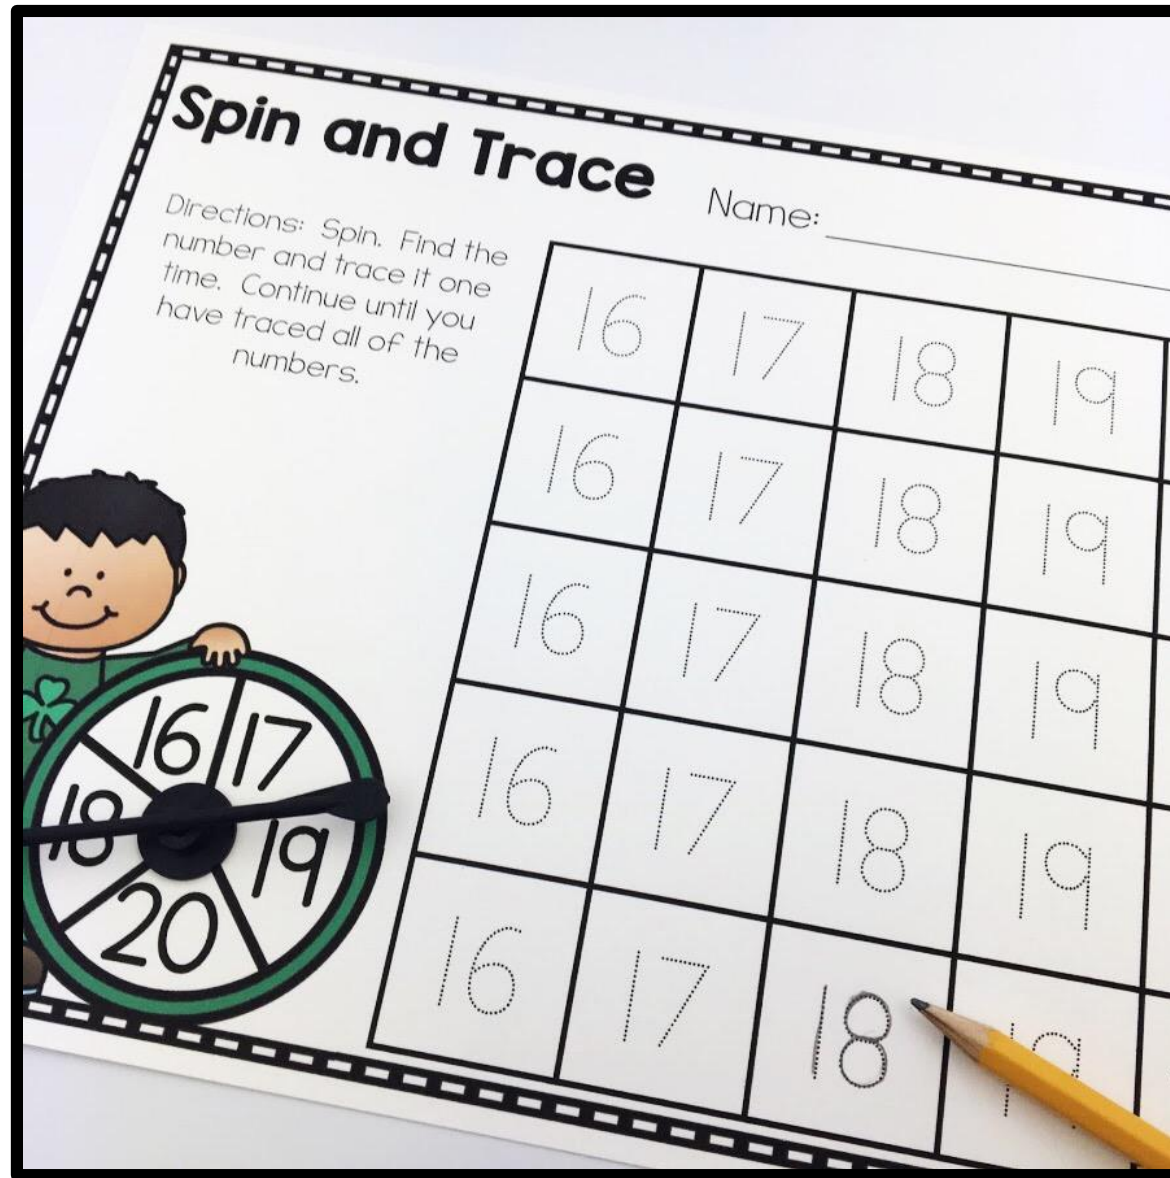 Spin and Trace
Name:
Directions: Spin. Find the
number and trace it one
time. Continue until you
have traced all of the
numbers.
16 17 18 19
16 17 18 19
16 17 18 19
16 17 18 19
16 17 18 19
16 17
18 19
20